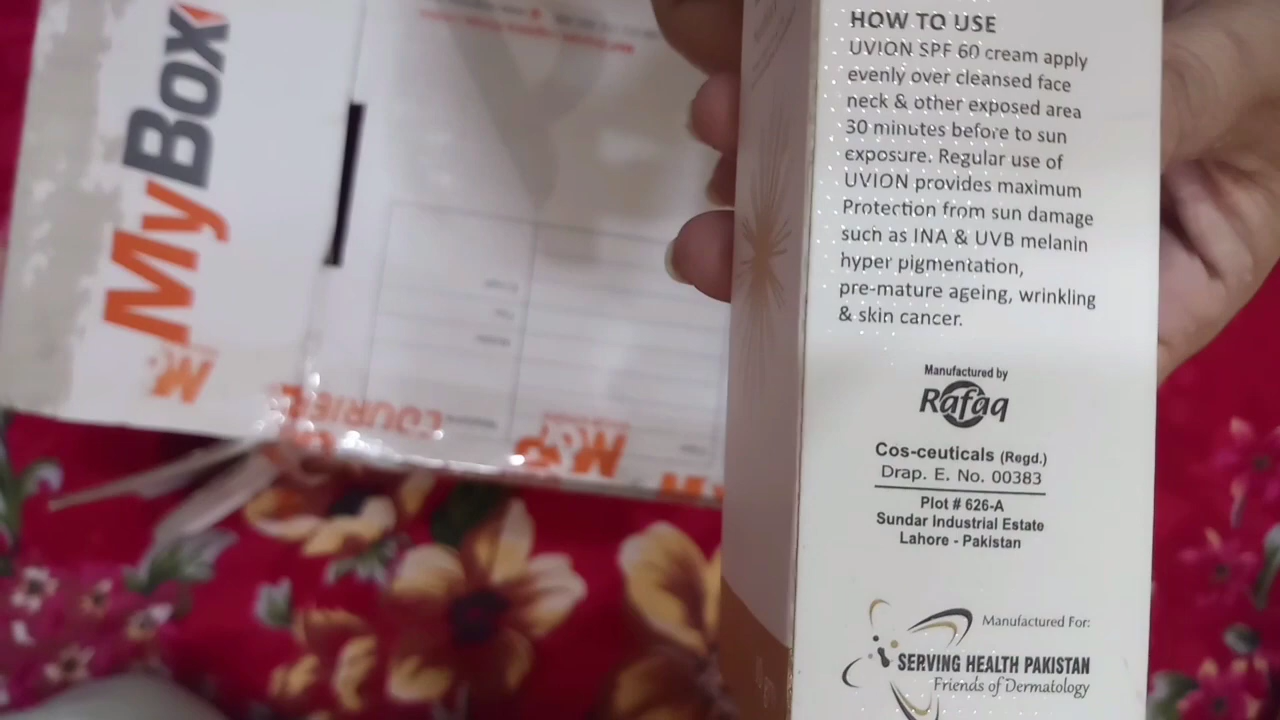 MyBox
COURIER
M&P
HOW TO USE
UVION SPF 60 cream apply
evenly over cleansed face
neck & other exposed area
30 minutes before to sun
exposure. Regular use of
UVION provides maximum
Protection from sun damage
such as INA & UVB melanin
hyper pigmentation,
pre-mature ageing, wrinkling
& skin cancer.
Manufactured by
Rafaq
Cos-ceuticals (Regd.)
Drap. E. No. 00383
Plot # 626-A
Sundar Industrial Estate
Lahore - Pakistan
Manufactured For:
SERVING HEALTH PAKISTAN
Friends of Dermatology